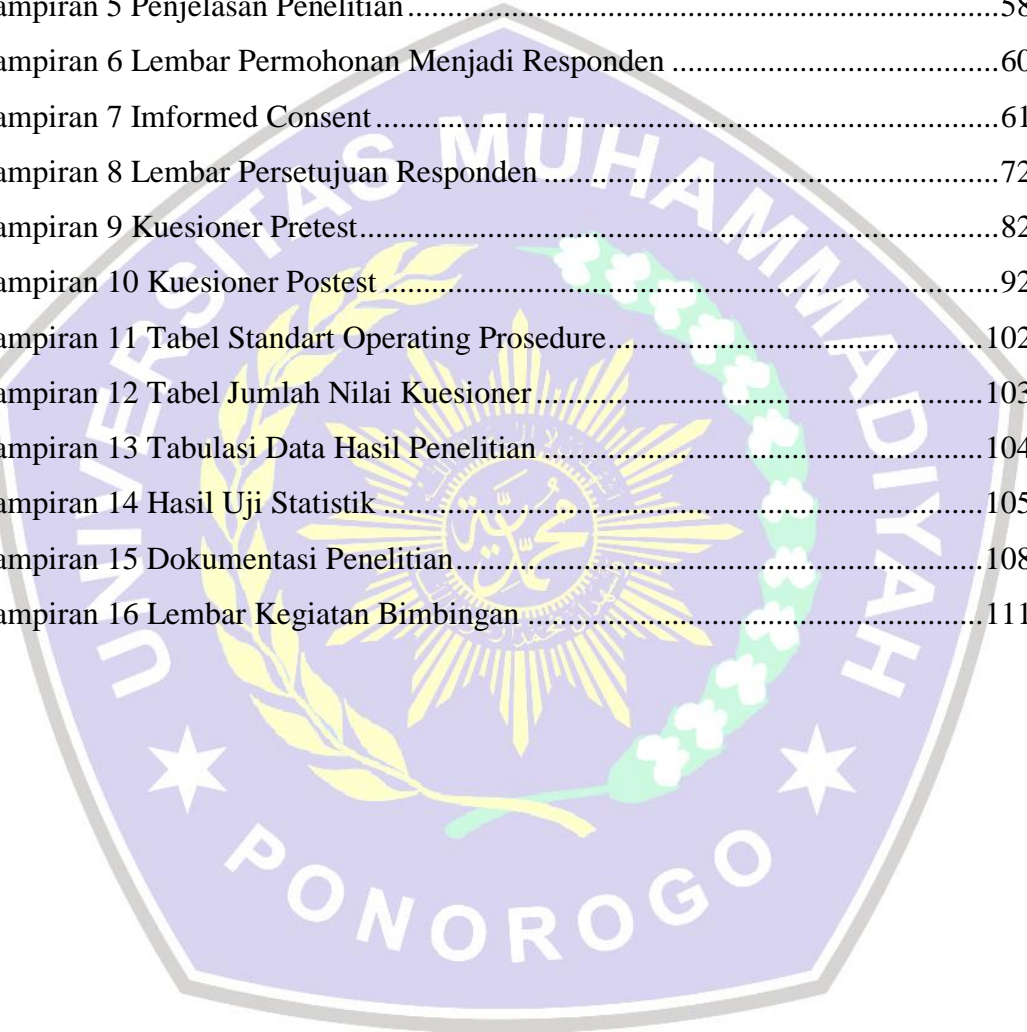 ampiran 5 Penjelasan Penelitian............................................................................58
ampiran 6 Lembar Permohonan Menjadi Responden ..........................................60
ampiran 7 Imformed Consent................................................................................61
ampiran 8 Lembar Persetujuan Responden ..........................................................72
ampiran 9 Kuesioner Pretest..................................................................................82
ampiran 10 Kuesioner Postest ..............................................................................92
ampiran 11 Tabel Standart Operating Prosedure................................................102
ampiran 12 Tabel Jumlah Nilai Kuesioner.........................................................103
ampiran 13 Tabulasi Data Hasil Penelitian ........................................................104
ampiran 14 Hasil Uji Statistik ............................................................................105
ampiran 15 Dokumentasi Penelitian...................................................................108
ampiran 16 Lembar Kegiatan Bimbingan ..........................................................111
UNIVERSITAS MUHAMMADIYAH
PONOROGO